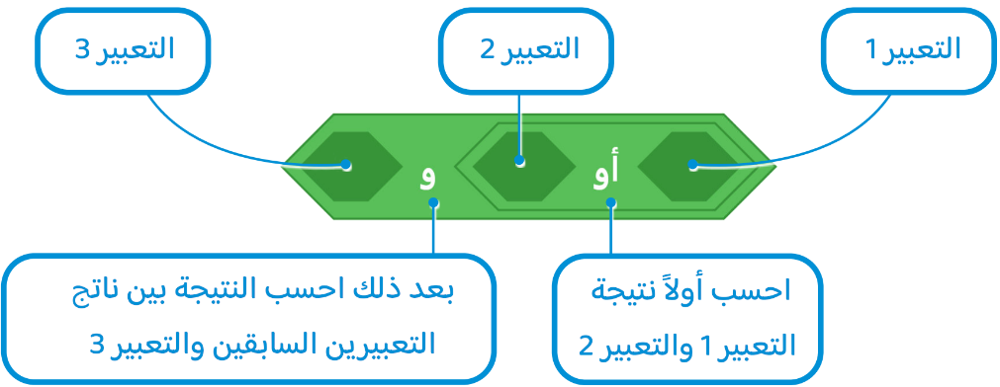 التعبير 1
التعبير 2
التعبير 3
أو
و
احسب أولاً نتيجة
التعبير 1 والتعبير 2
بعد ذلك احسب النتيجة بين ناتج
التعبيرين السابقين والتعبير 3